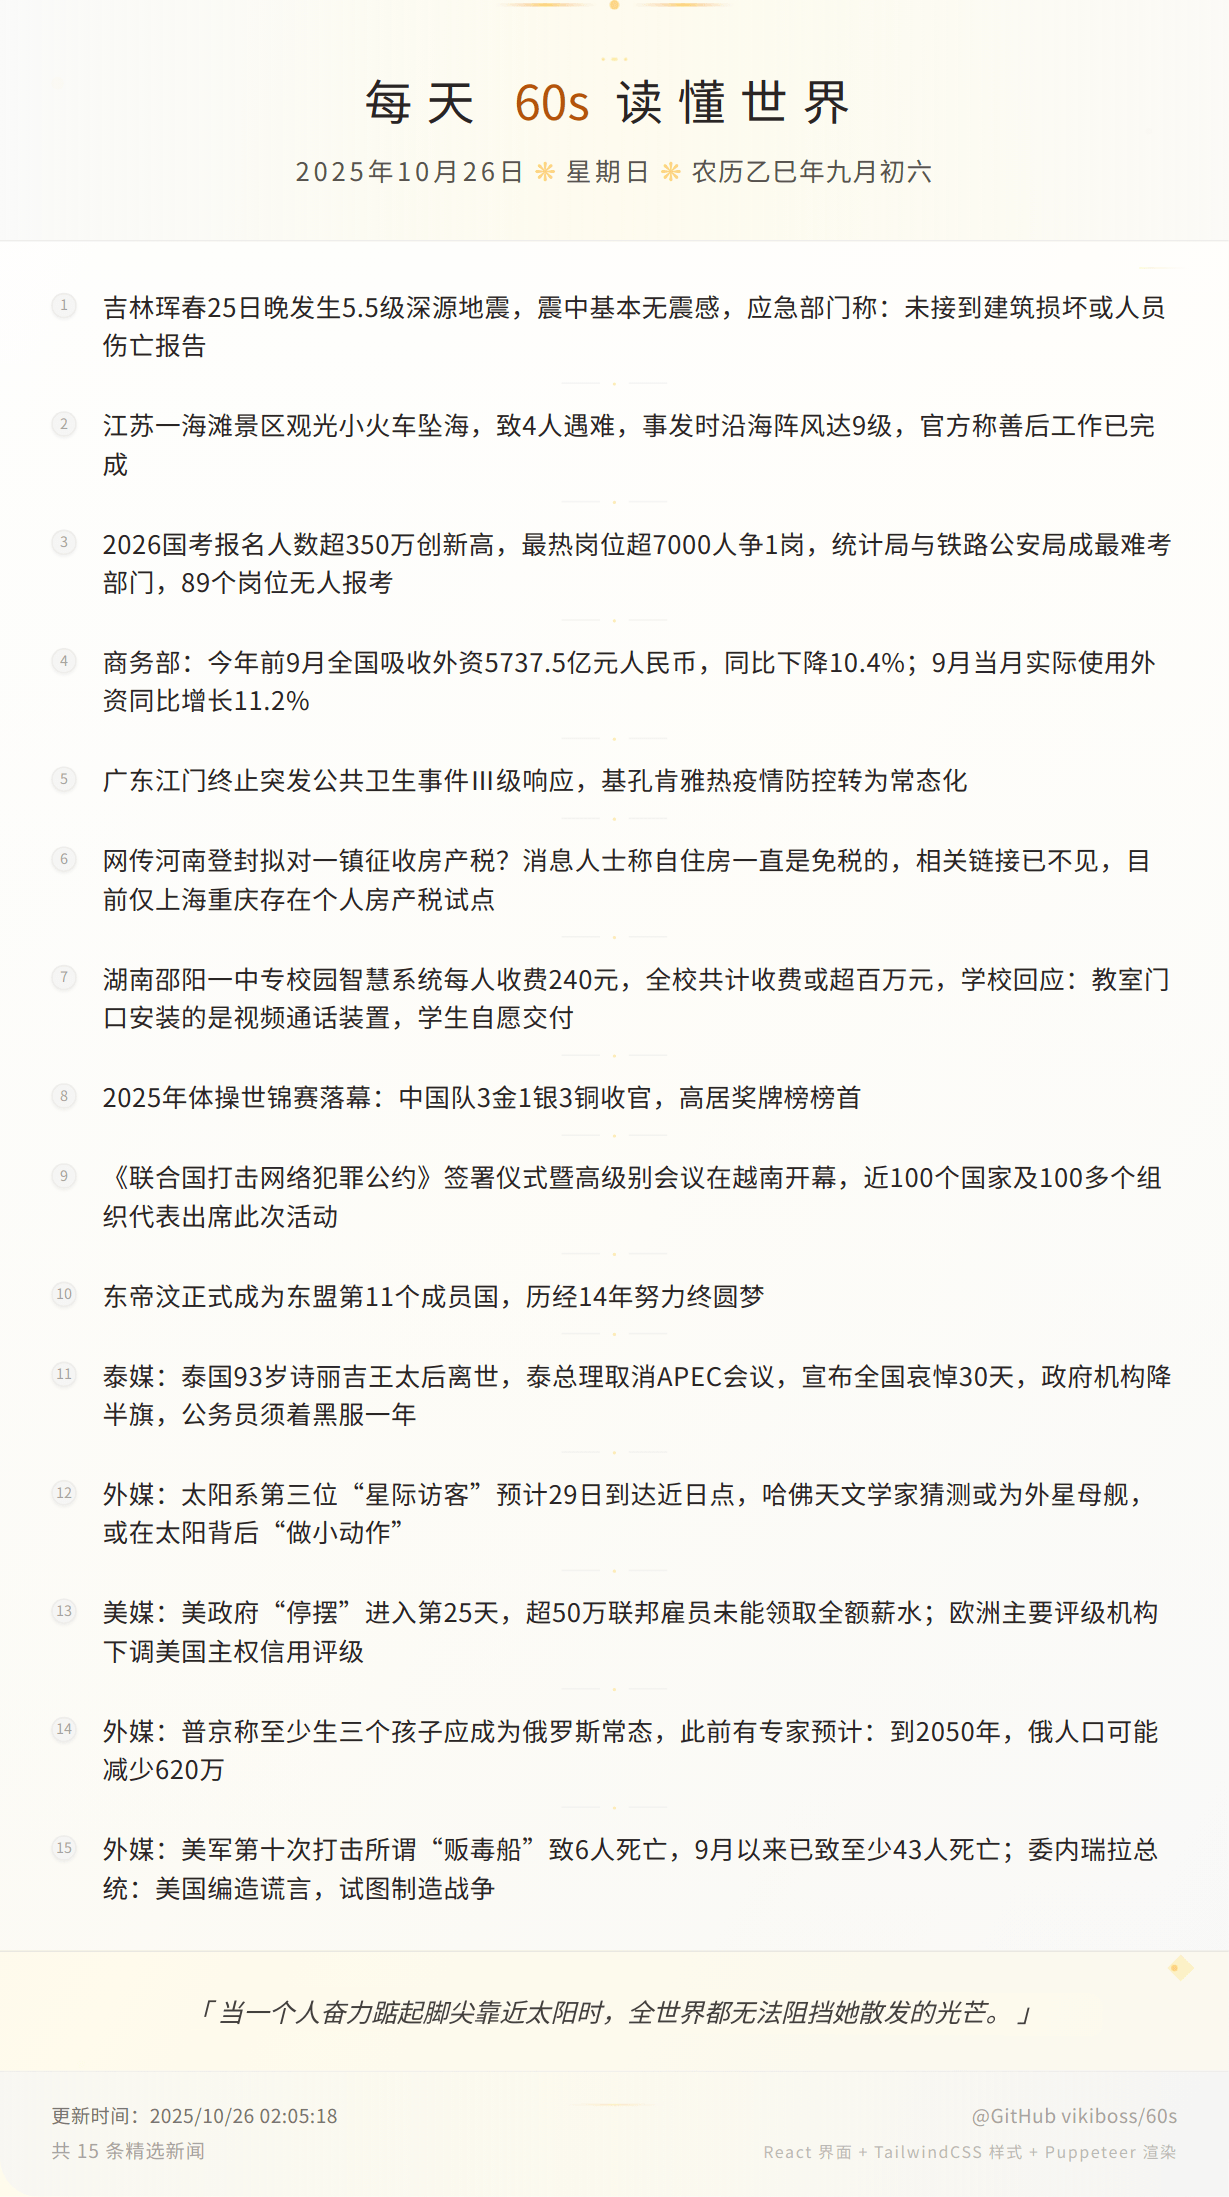 每天 60s 读懂世界
2025年10月26日 ❋ 星期日 ❋ 农历乙巳年九月初六
1 吉林珲春25日晚发生5.5级深源地震，震中基本无震感，应急部门称：未接到建筑损坏或人员
伤亡报告
2 江苏一海滩景区观光小火车坠海，致4人遇难，事发时沿海阵风达9级，官方称善后工作已完
成
3 2026国考报名人数超350万创新高，最热岗位超7000人争1岗，统计局与铁路公安局成最难考
部门，89个岗位无人报考
4 商务部：今年前9月全国吸收外资5737.5亿元人民币，同比下降10.4%；9月当月实际使用外
资同比增长11.2%
5 广东江门终止突发公共卫生事件Ⅲ级响应，基孔肯雅热疫情防控转为常态化
6 网传河南登封拟对一镇征收房产税？消息人士称自住房一直是免税的，相关链接已不见，目
前仅上海重庆存在个人房产税试点
7 湖南邵阳一中专校园智慧系统每人收费240元，全校共计收费或超百万元，学校回应：教室门
口安装的是视频通话装置，学生自愿交付
8 2025年体操世锦赛落幕：中国队3金1银3铜收官，高居奖牌榜榜首
9 《联合国打击网络犯罪公约》签署仪式暨高级别会议在越南开幕，近100个国家及100多个组
织代表出席此次活动
10 东帝汶正式成为东盟第11个成员国，历经14年努力终圆梦
11 泰媒：泰国93岁诗丽吉王太后离世，泰总理取消APEC会议，宣布全国哀悼30天，政府机构降
半旗，公务员须着黑服一年
12 外媒：太阳系第三位“星际访客”预计29日到达近日点，哈佛天文学家猜测或为外星母舰，
或在太阳背后“做小动作”
13 美媒：美政府“停摆”进入第25天，超50万联邦雇员未能领取全额薪水；欧洲主要评级机构
下调美国主权信用评级
14 外媒：普京称至少生三个孩子应成为俄罗斯常态，此前有专家预计：到2050年，俄人口可能
减少620万
15 外媒：美军第十次打击所谓“贩毒船”致6人死亡，9月以来已致至少43人死亡；委内瑞拉总
统：美国编造谎言，试图制造战争
「 当一个人奋力踮起脚尖靠近太阳时，全世界都无法阻挡她散发的光芒。 」
更新时间：2025/10/26 02:05:18
@GitHub vikiboss/60s
共 15 条精选新闻
React 界面 + TailwindCSS 样式 + Puppeteer 渲染